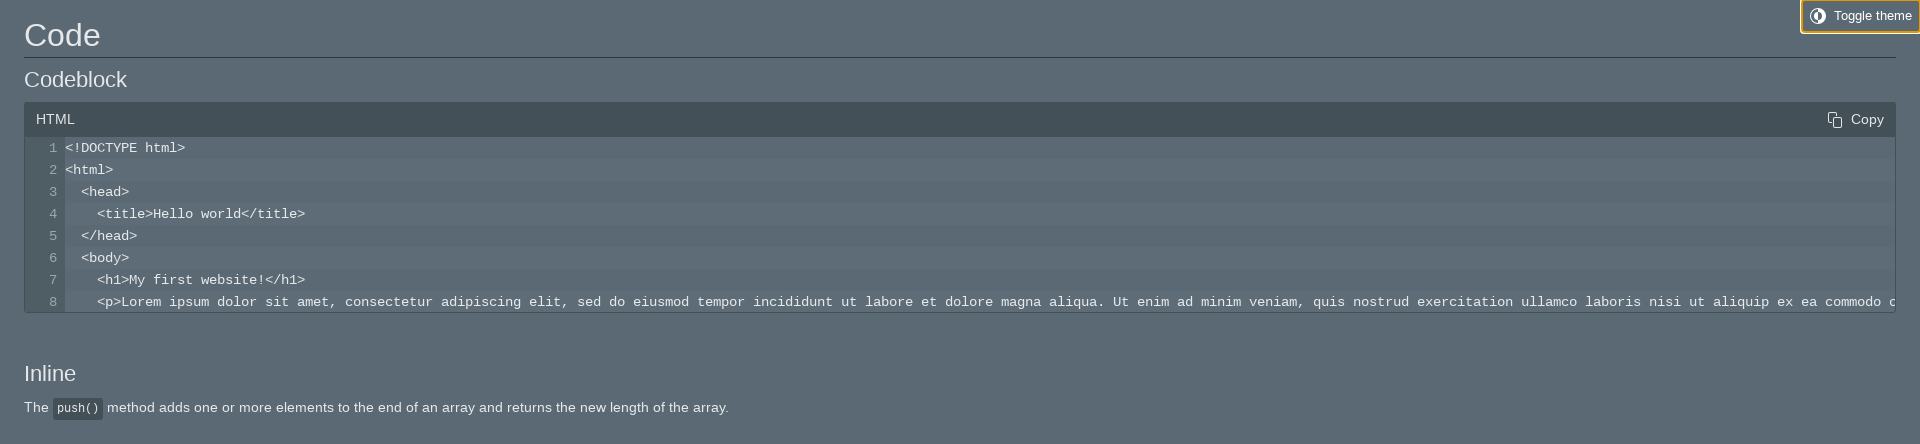 Code
Toggle theme
Codeblock
HTML
Copy
1 <!DOCTYPE html>
2 <html>
3   <head>
4     <title>Hello world</title>
5   </head>
6   <body>
7     <h1>My first website!</h1>
8     <p>Lorem ipsum dolor sit amet, consectetur adipiscing elit, sed do eiusmod tempor incididunt ut labore et dolore magna aliqua. Ut enim ad minim veniam, quis nostrud exercitation ullamco laboris nisi ut aliquip ex ea commodo c
Inline
The push() method adds one or more elements to the end of an array and returns the new length of the array.